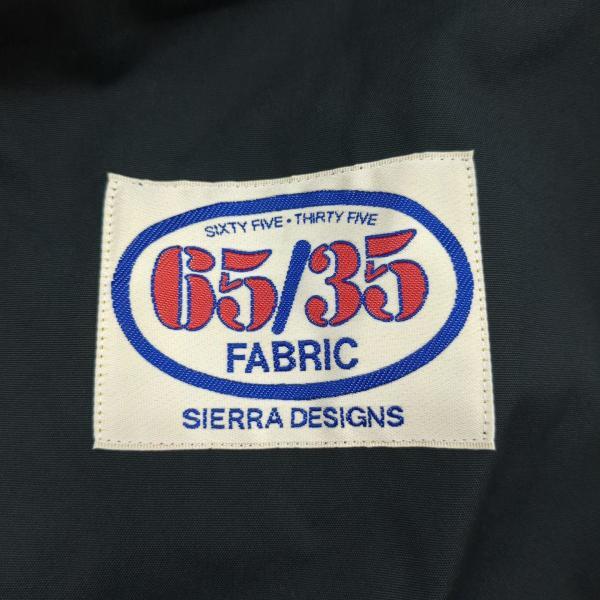 SIXTY FIVE • THIRTY FIVE
65/35
FABRIC
SIERRA DESIGNS